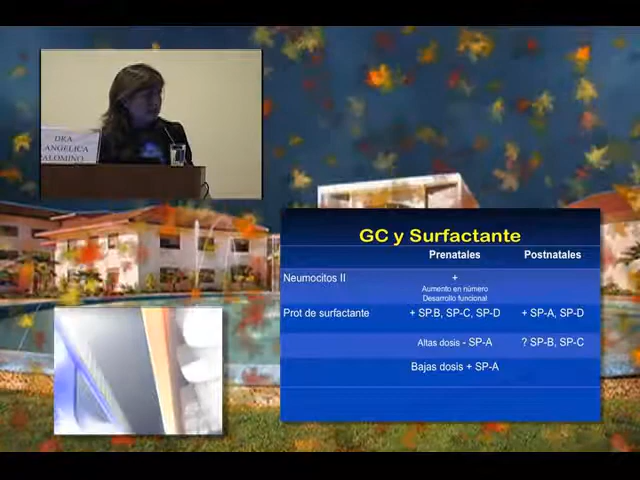 DRA
ANGELICA
PALOMINO
GC y Surfactante
Prenatales Postnatales
Neumocitos II +
Aumento en número
Desarrollo funcional
Prot de surfactante + SP.B, SP-C, SP-D + SP-A, SP-D
Altas dosis - SP-A ? SP-B, SP-C
Bajas dosis + SP-A